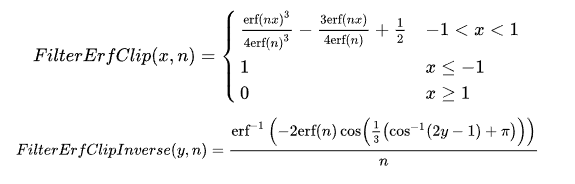 FilterErfClip(x, n) = { erf(nx)³ / 4erf(n)³ − 3erf(nx) / 4erf(n) + 1/2   −1 < x < 1
1   x ≤ −1
0   x ≥ 1
FilterErfClipInverse(y, n) = erf⁻¹ (−2erf(n) cos(1/3 (cos⁻¹(2y − 1) + π))) / n